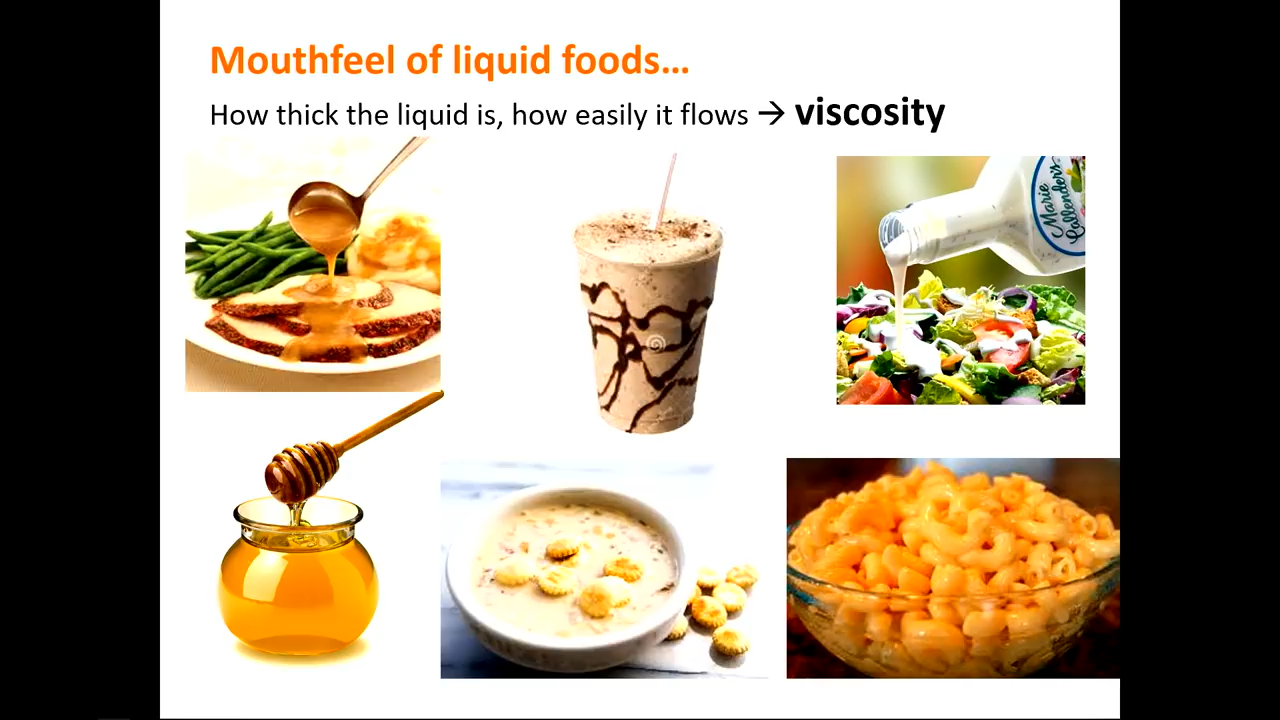 Mouthfeel of liquid foods...
How thick the liquid is, how easily it flows → viscosity
Marie
Callender's